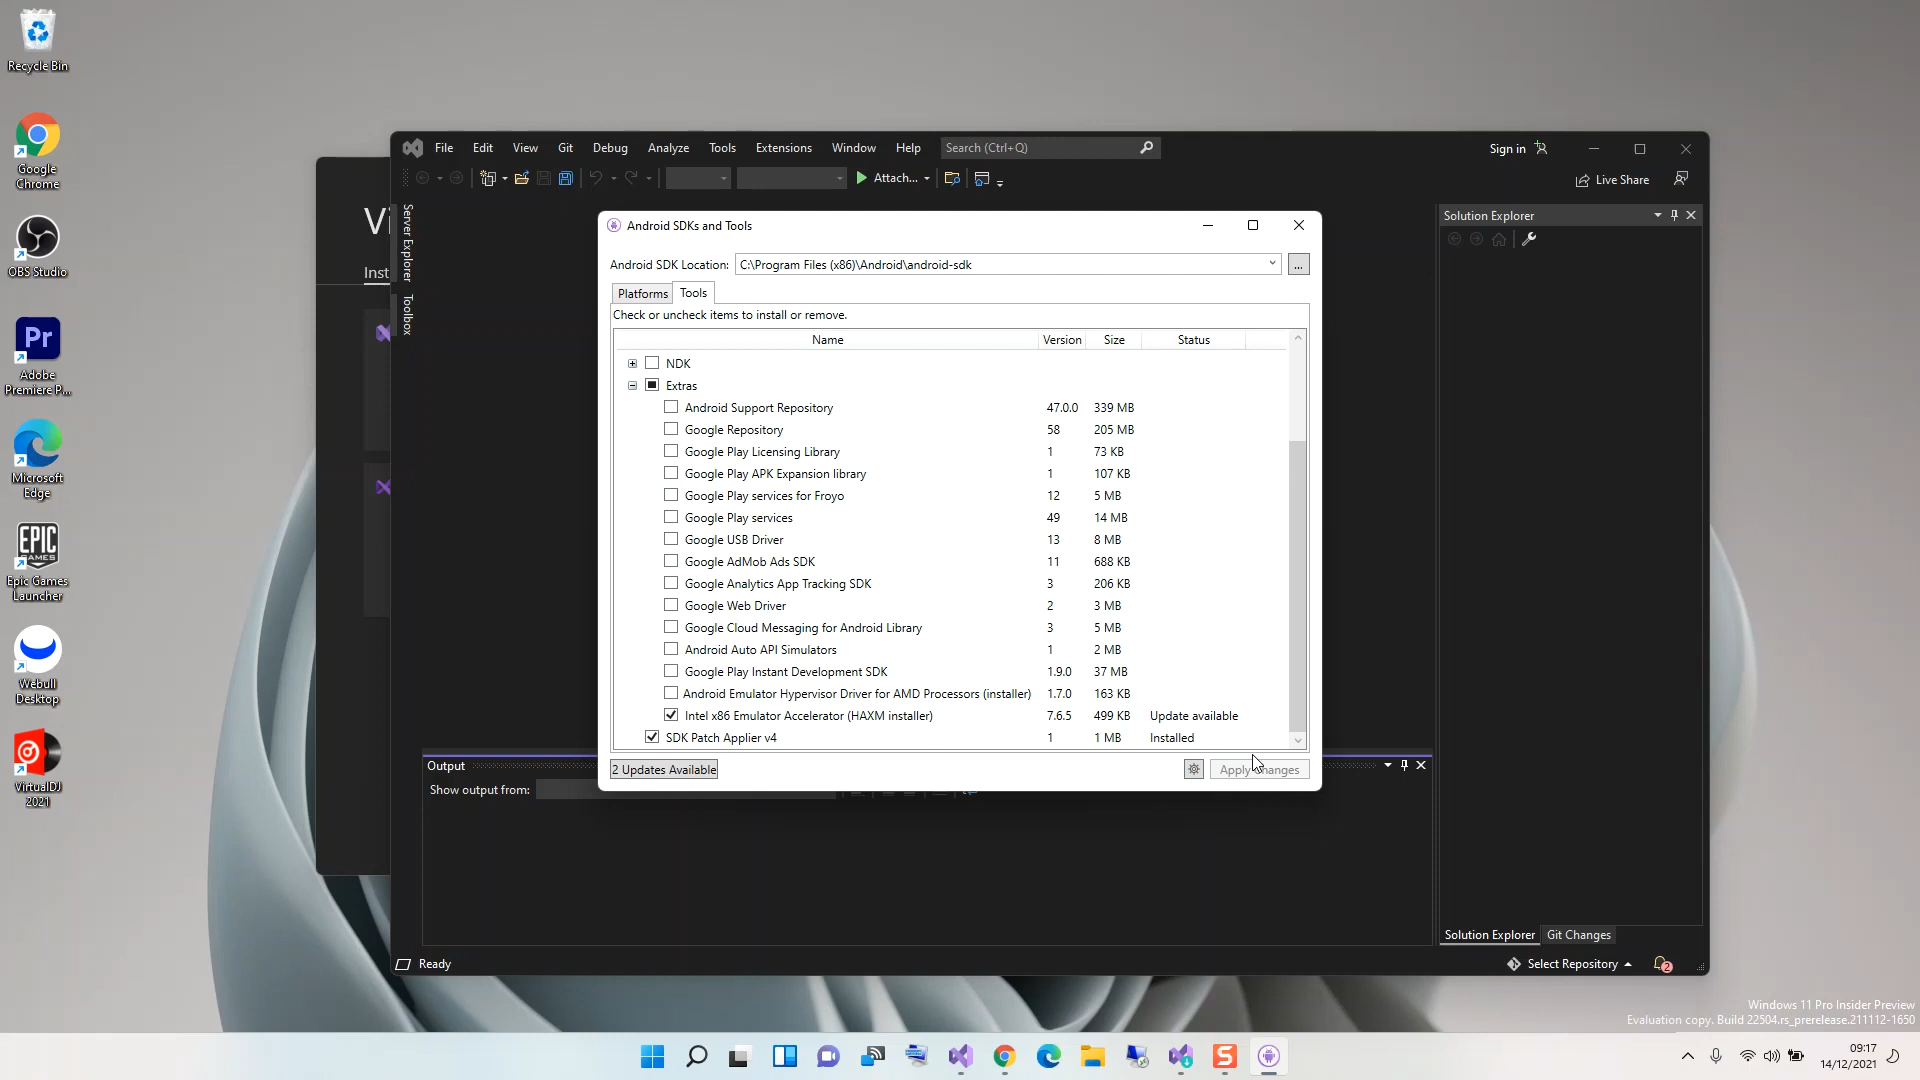 Recycle Bin
Google
Chrome
OBS Studio
Pr
Adobe
Premiere P...
Microsoft
Edge
EPIC
GAMES
Epic Games
Launcher
Webull
Desktop
VirtualDJ
2021
Vi
Inst
File Edit View Git Debug Analyze Tools Extensions Window Help Search (Ctrl+Q) Sign in
Attach... Live Share
Server Explorer
Toolbox
Solution Explorer
Android SDKs and Tools
Android SDK Location: C:\Program Files (x86)\Android\android-sdk ...
Platforms Tools
Check or uncheck items to install or remove.
Name Version Size Status
NDK
Extras
Android Support Repository 47.0.0 339 MB
Google Repository 58 205 MB
Google Play Licensing Library 1 73 KB
Google Play APK Expansion library 1 107 KB
Google Play services for Froyo 12 5 MB
Google Play services 49 14 MB
Google USB Driver 13 8 MB
Google AdMob Ads SDK 11 688 KB
Google Analytics App Tracking SDK 3 206 KB
Google Web Driver 2 3 MB
Google Cloud Messaging for Android Library 3 5 MB
Android Auto API Simulators 1 2 MB
Google Play Instant Development SDK 1.9.0 37 MB
Android Emulator Hypervisor Driver for AMD Processors (installer) 1.7.0 163 KB
Intel x86 Emulator Accelerator (HAXM installer) 7.6.5 499 KB Update available
SDK Patch Applier v4 1 1 MB Installed
2 Updates Available Apply Changes
Output
Show output from:
Solution Explorer Git Changes
Ready Select Repository 2
Windows 11 Pro Insider Preview
Evaluation copy. Build 22504.rs_prerelease.211112-1650
S
09:17
14/12/2021